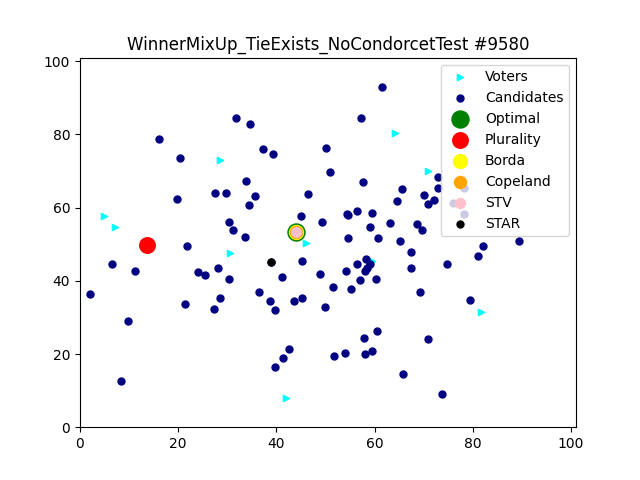 WinnerMixUp_TieExists_NoCondorcetTest #9580
100
80
60
40
20
0
0 20 40 60 80 100
Voters
Candidates
Optimal
Plurality
Borda
Copeland
STV
STAR